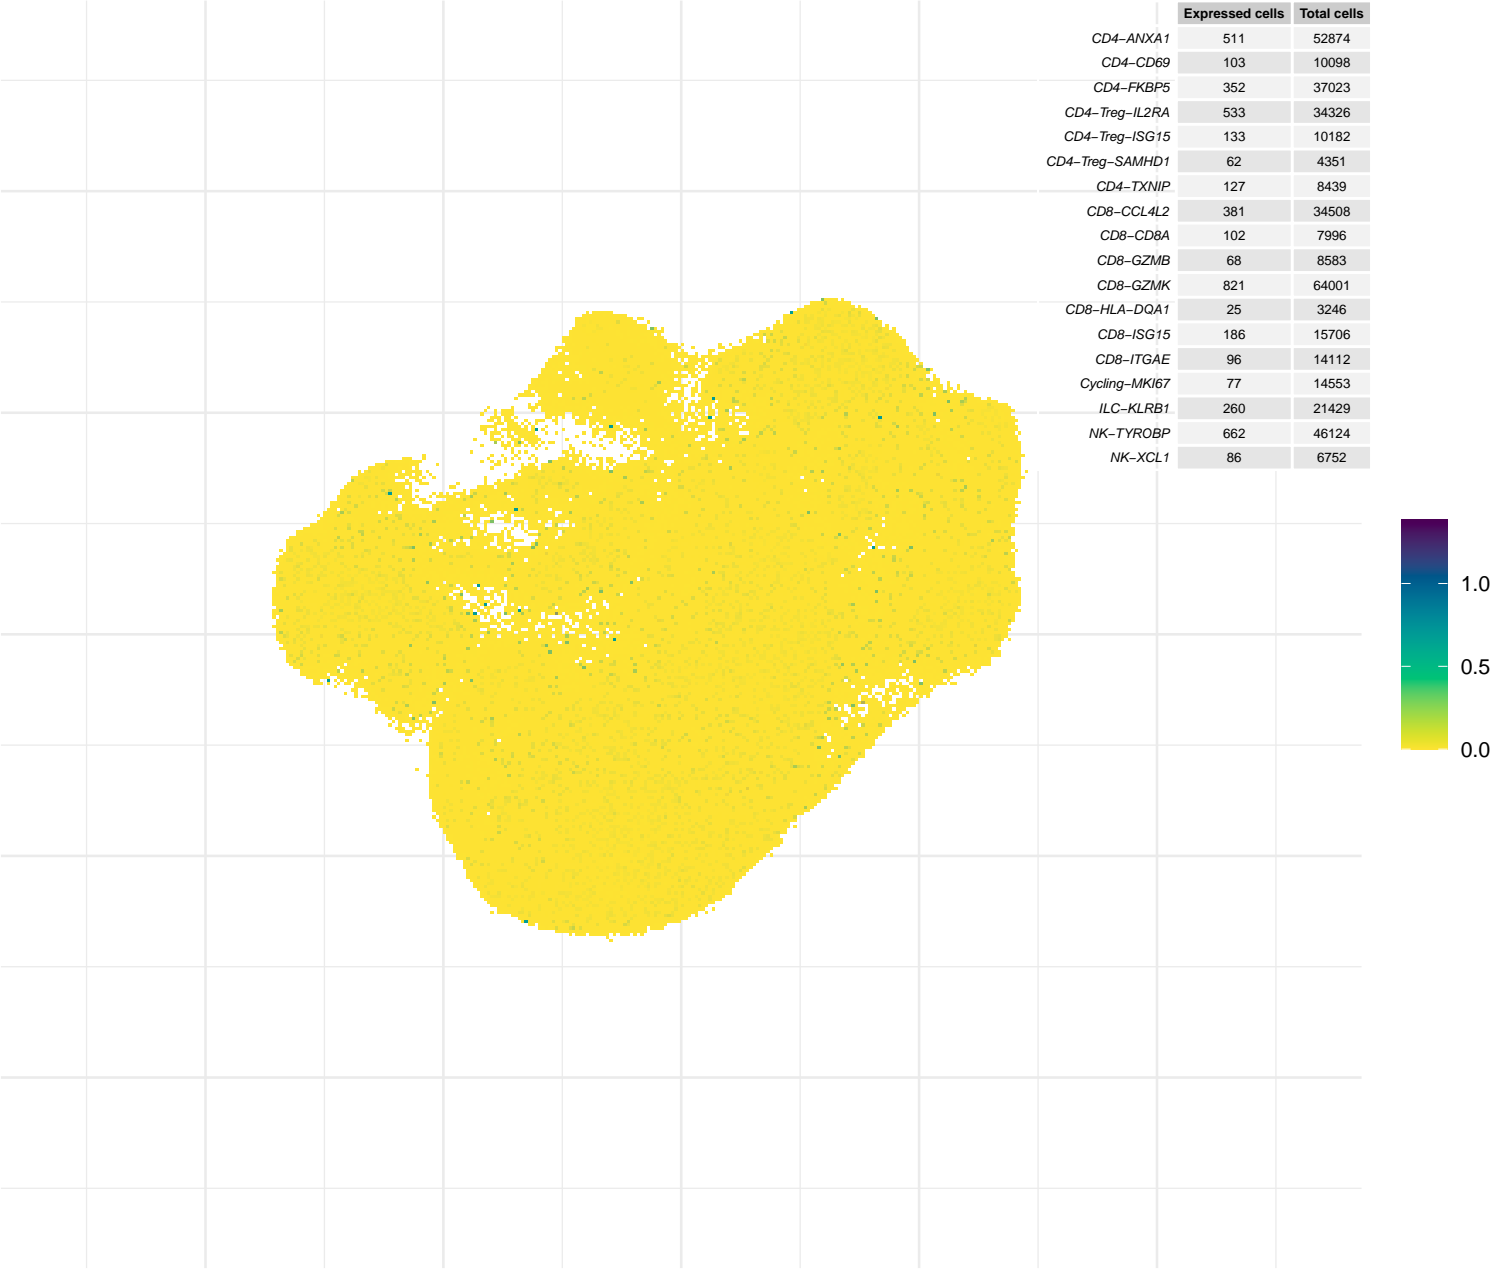 Expressed cells Total cells
CD4−ANXA1 511 52874
CD4−CD69 103 10098
CD4−FKBP5 352 37023
CD4−Treg−IL2RA 533 34326
CD4−Treg−ISG15 133 10182
CD4−Treg−SAMHD1 62 4351
CD4−TXNIP 127 8439
CD8−CCL4L2 381 34508
CD8−CD8A 102 7996
CD8−GZMB 68 8583
CD8−GZMK 821 64001
CD8−HLA−DQA1 25 3246
CD8−ISG15 186 15706
CD8−ITGAE 96 14112
Cycling−MKI67 77 14553
ILC−KLRB1 260 21429
NK−TYROBP 662 46124
NK−XCL1 86 6752
1.0
0.5
0.0